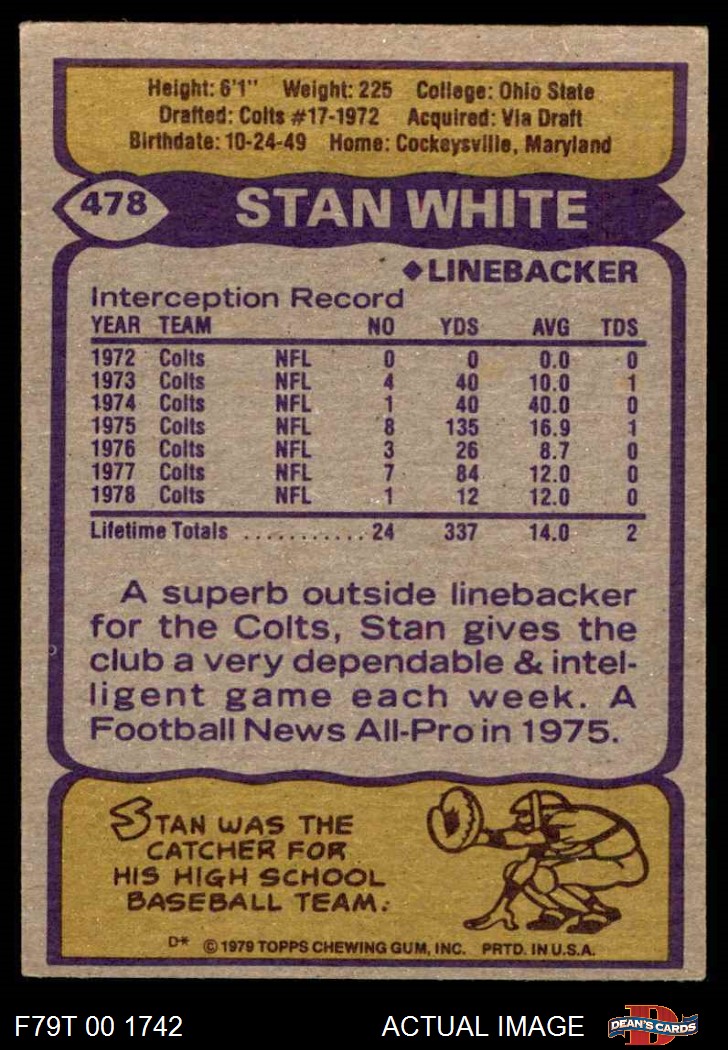 Height: 6'1" Weight: 225 College: Ohio State
Drafted: Colts #17-1972 Acquired: Via Draft
Birthdate: 10-24-49 Home: Cockeysville, Maryland
478 STAN WHITE
◆LINEBACKER
Interception Record
YEAR TEAM NO YDS AVG TDS
1972 Colts NFL 0 0 0.0 0
1973 Colts NFL 4 40 10.0 1
1974 Colts NFL 1 40 40.0 0
1975 Colts NFL 8 135 16.9 1
1976 Colts NFL 3 26 8.7 0
1977 Colts NFL 7 84 12.0 0
1978 Colts NFL 1 12 12.0 0
Lifetime Totals ........... 24 337 14.0 2
A superb outside linebacker
for the Colts, Stan gives the
club a very dependable & intel-
ligent game each week. A
Football News All-Pro in 1975.
STAN WAS THE
CATCHER FOR
HIS HIGH SCHOOL
BASEBALL TEAM.
D* © 1979 TOPPS CHEWING GUM, INC. PRTD. IN U.S.A.
F79T 00 1742 ACTUAL IMAGE D DEAN'S CARDS